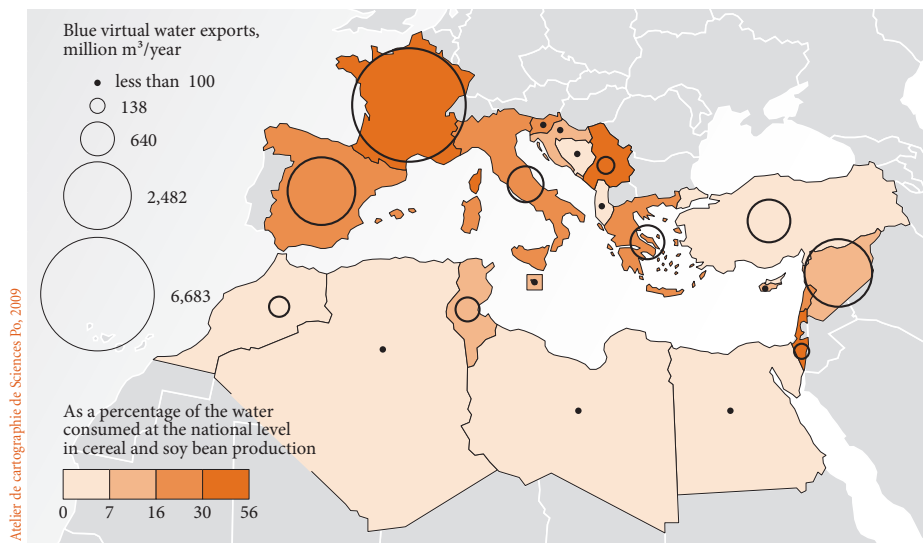 Blue virtual water exports,
million m³/year
less than 100
138
640
2,482
6,683
As a percentage of the water
consumed at the national level
in cereal and soy bean production
0 7 16 30 56
Atelier de cartographie de Sciences Po, 2009